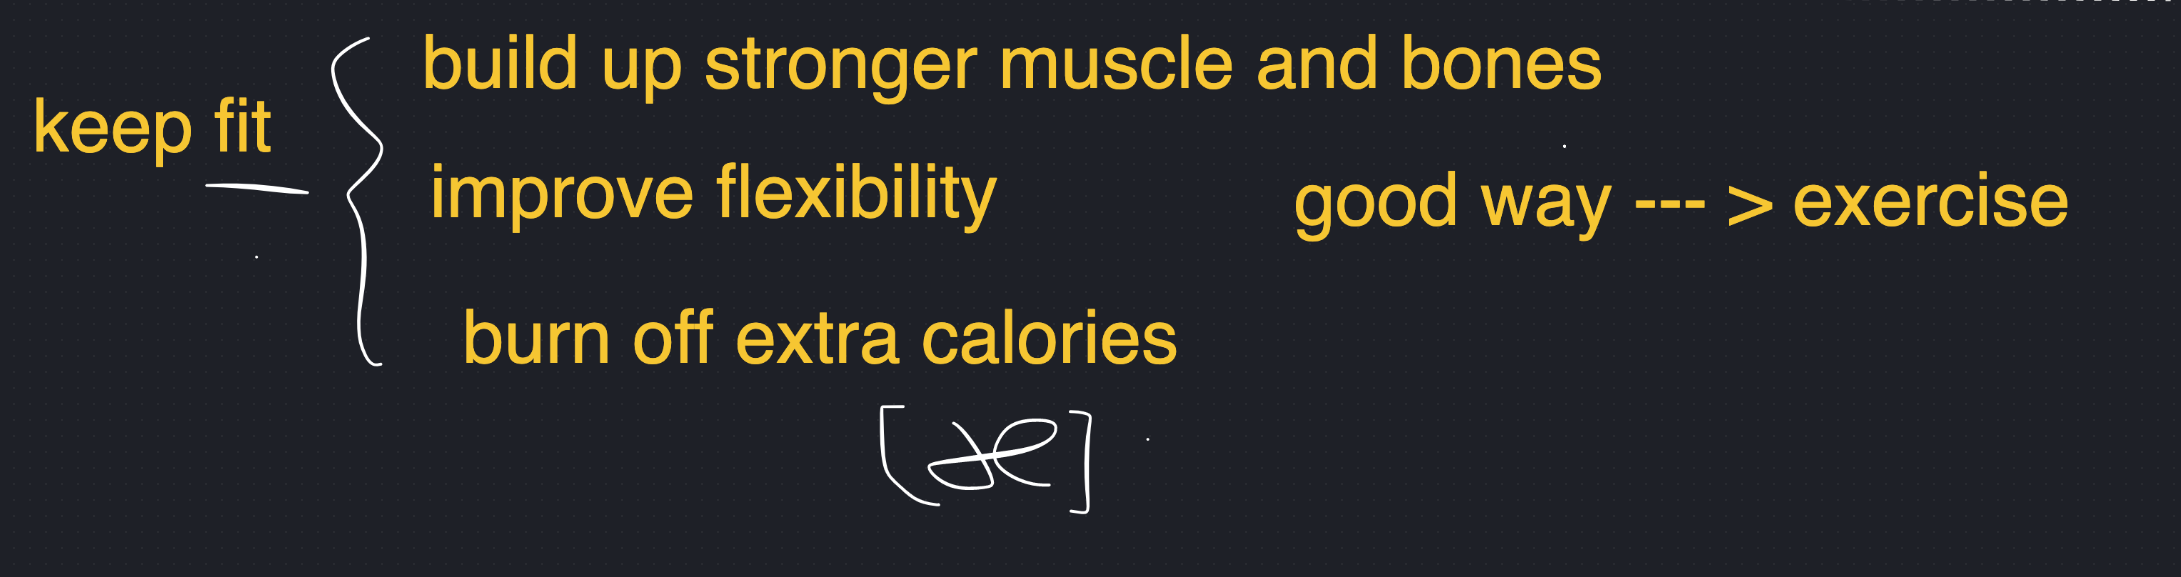 build up stronger muscle and bones
keep fit
improve flexibility
good way --- > exercise
burn off extra calories
[æ]